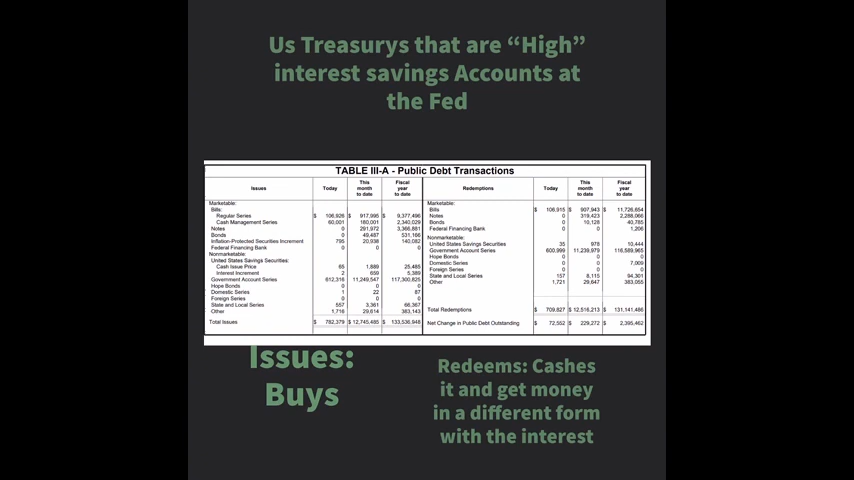 Us Treasurys that are “High”
interest savings Accounts at
the Fed
TABLE III-A - Public Debt Transactions
Issues Today This month to date Fiscal year to date
Marketable:
Bills:
Regular Series $ 106,926 $ 917,995 $ 9,377,496
Cash Management Series 60,001 160,001 2,340,029
Notes 0 291,972 3,366,881
Bonds 0 49,487 531,166
Inflation-Protected Securities Increment 795 20,938 140,082
Federal Financing Bank 0 0 0
Nonmarketable:
United States Savings Securities:
Cash Issue Price 65 1,889 25,485
Interest Increment 2 659 5,389
Government Account Series 612,316 11,249,547 117,300,825
Hope Bonds 0 0 0
Domestic Series 1 22 87
Foreign Series 0 0 0
State and Local Series 557 3,361 66,367
Other 1,716 29,614 383,143
Total Issues $ 782,379 $ 12,745,485 $ 133,536,948
Redemptions Today This month to date Fiscal year to date
Marketable:
Bills $ 106,915 $ 907,943 $ 11,726,654
Notes 0 319,423 2,288,066
Bonds 0 10,128 40,785
Federal Financing Bank 0 0 1,206
Nonmarketable:
United States Savings Securities 35 978 10,444
Government Account Series 600,999 11,239,979 116,589,965
Hope Bonds 0 0 0
Domestic Series 0 0 7,009
Foreign Series 0 0 0
State and Local Series 157 8,115 94,301
Other 1,721 29,647 383,055
Total Redemptions 709,827 $ 12,516,213 $ 131,141,486
Net Change in Public Debt Outstanding $ 72,552 $ 229,272 $ 2,395,462
Issues:
Buys
Redeems: Cashes
it and get money
in a different form
with the interest